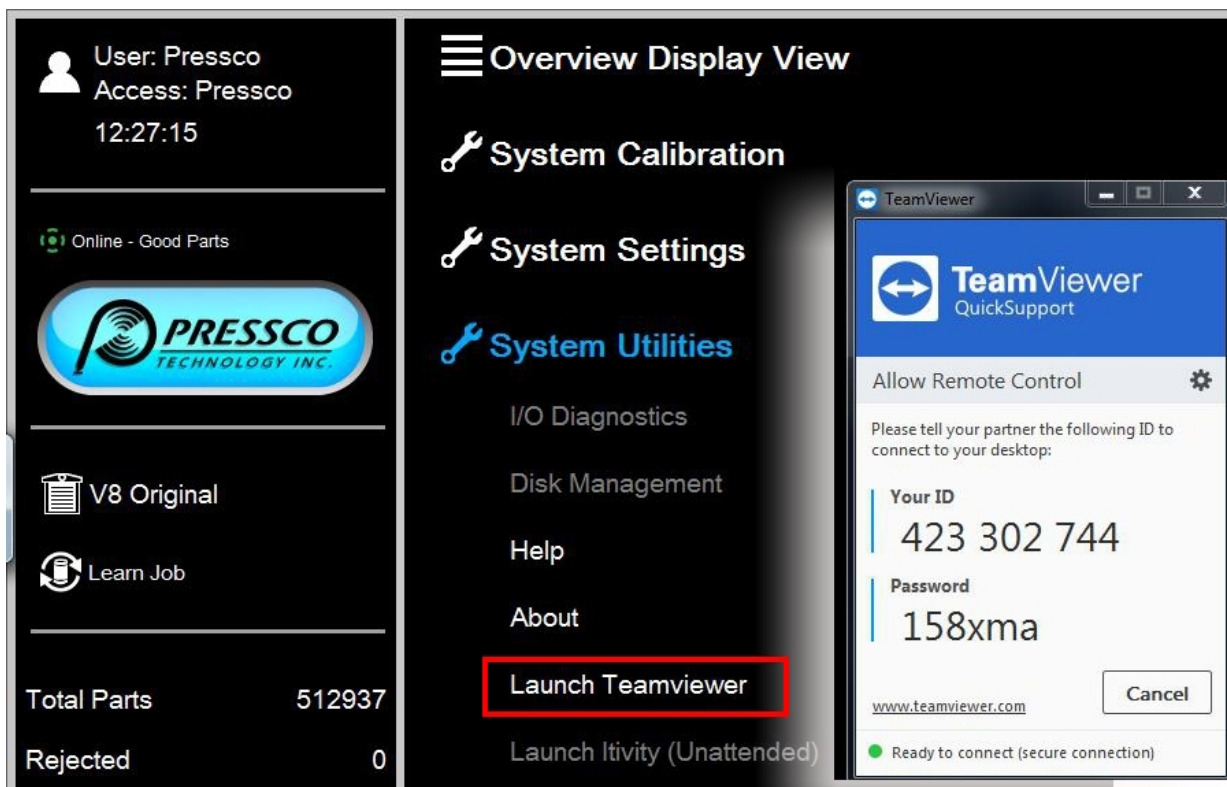 User: Pressco
Access: Pressco
12:27:15
Online - Good Parts
PRESSCO
TECHNOLOGY INC.
V8 Original
Learn Job
Total Parts 512937
Rejected 0
Overview Display View
System Calibration
System Settings
System Utilities
I/O Diagnostics
Disk Management
Help
About
Launch Teamviewer
Launch Itivity (Unattended)
TeamViewer
TeamViewer
QuickSupport
Allow Remote Control
Please tell your partner the following ID to
connect to your desktop:
Your ID
423 302 744
Password
158xma
www.teamviewer.com
Cancel
Ready to connect (secure connection)